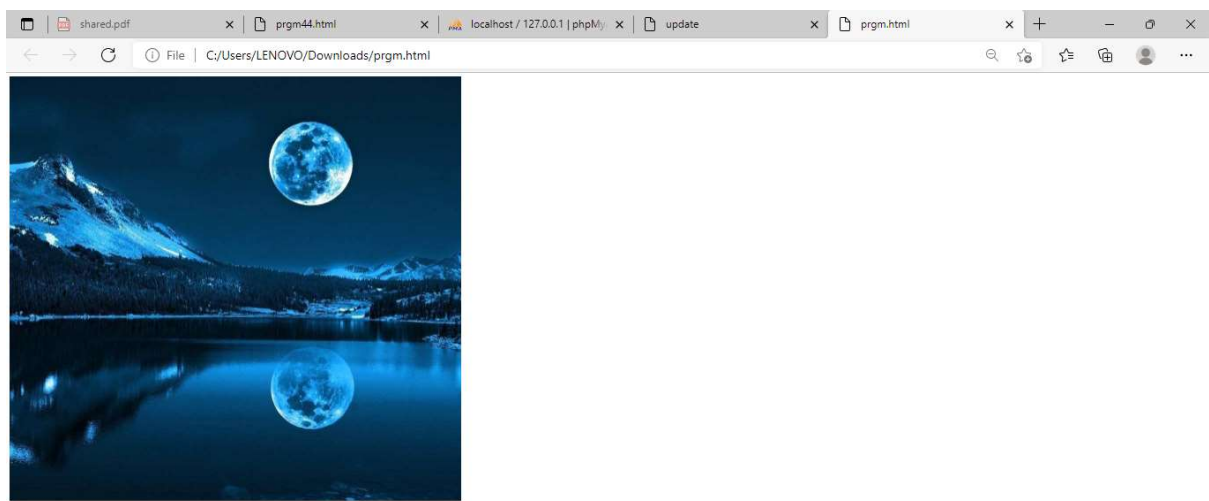 shared.pdf
prgm44.html
localhost / 127.0.0.1 | phpMy
update
prgm.html
File | C:/Users/LENOVO/Downloads/prgm.html